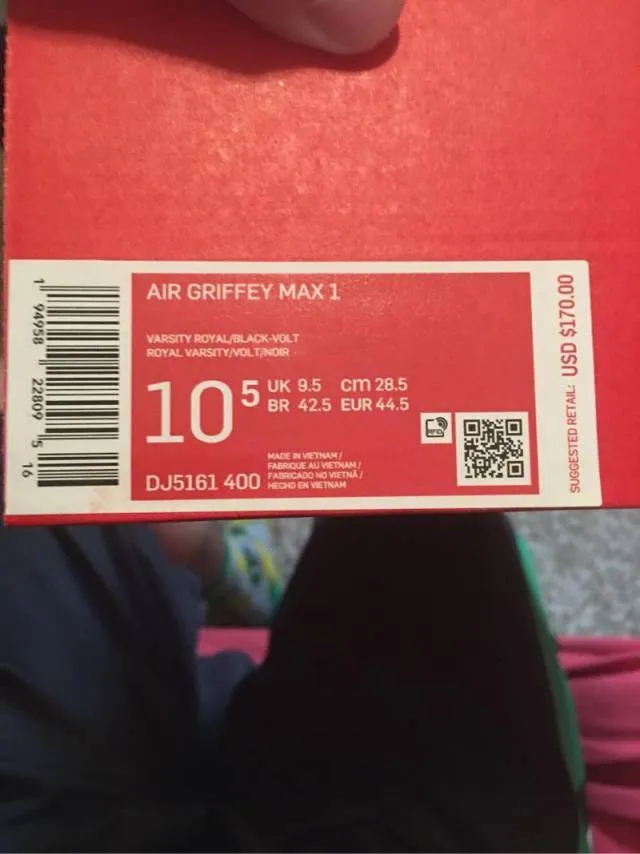 AIR GRIFFEY MAX 1
VARSITY ROYAL/BLACK-VOLT
ROYAL VARSITY/VOLT/NOIR
10 5
UK 9.5 cm 28.5
BR 42.5 EUR 44.5
DJ5161 400
MADE IN VIETNAM /
FABRIQUE AU VIETNAM /
FABRICADO NO VIETNÃ /
HECHO EN VIETNAM
RFID
1 94958 22809 5
16
SUGGESTED RETAIL: USD $170.00